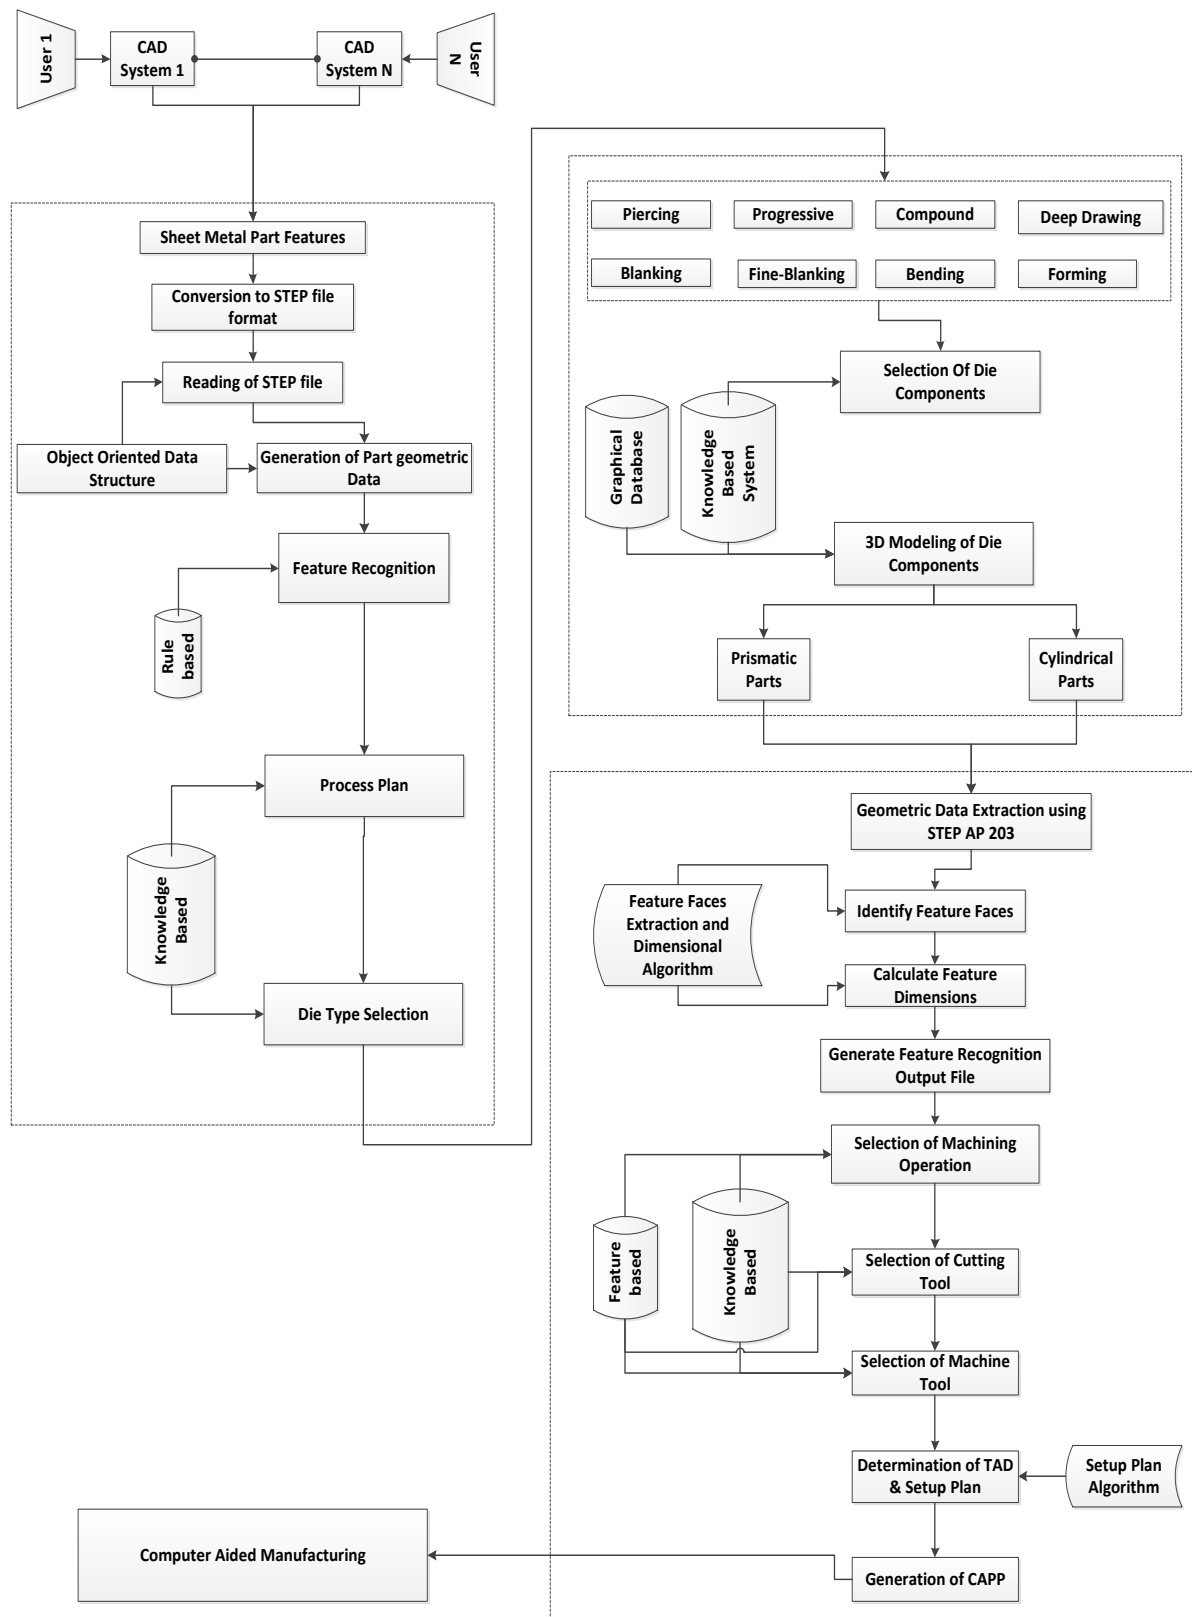 User 1
CAD
System 1
CAD
System N
User
N
Sheet Metal Part Features
Conversion to STEP file
format
Reading of STEP file
Object Oriented Data
Structure
Generation of Part geometric
Data
Feature Recognition
Rule
based
Process Plan
Knowledge
Based
Die Type Selection
Piercing
Progressive
Compound
Deep Drawing
Blanking
Fine-Blanking
Bending
Forming
Selection Of Die
Components
Graphical
Database
Knowledge
Based
System
3D Modeling of Die
Components
Prismatic
Parts
Cylindrical
Parts
Geometric Data Extraction using
STEP AP 203
Feature Faces
Extraction and
Dimensional
Algorithm
Identify Feature Faces
Calculate Feature
Dimensions
Generate Feature Recognition
Output File
Selection of Machining
Operation
Feature
based
Knowledge
Based
Selection of Cutting
Tool
Selection of Machine
Tool
Determination of TAD
& Setup Plan
Setup Plan
Algorithm
Generation of CAPP
Computer Aided Manufacturing